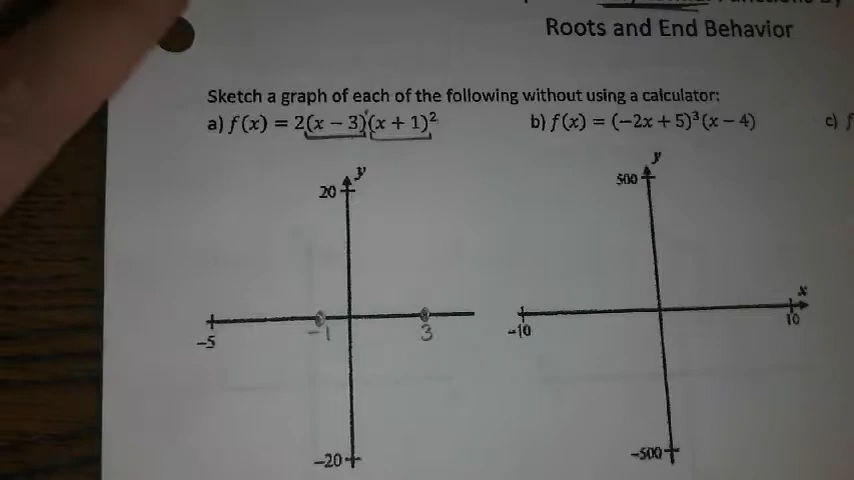 Roots and End Behavior
Sketch a graph of each of the following without using a calculator:
a) f(x) = 2(x − 3)(x + 1)²
b) f(x) = (−2x + 5)³(x − 4)
c) f
y
20
-5
-1
3
−20
y
500
x
-10
10
-500